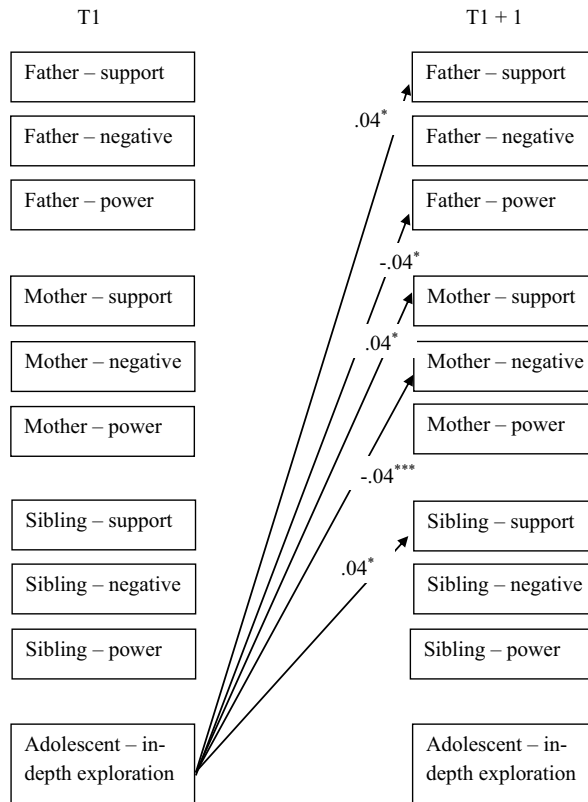 T1
T1 + 1
Father – support
Father – support
.04*
Father – negative
Father – negative
Father – power
Father – power
-.04*
Mother – support
Mother – support
.04*
Mother – negative
Mother – negative
Mother – power
Mother – power
-.04***
Sibling – support
Sibling – support
.04*
Sibling – negative
Sibling – negative
Sibling – power
Sibling – power
Adolescent – in-
depth exploration
Adolescent – in-
depth exploration